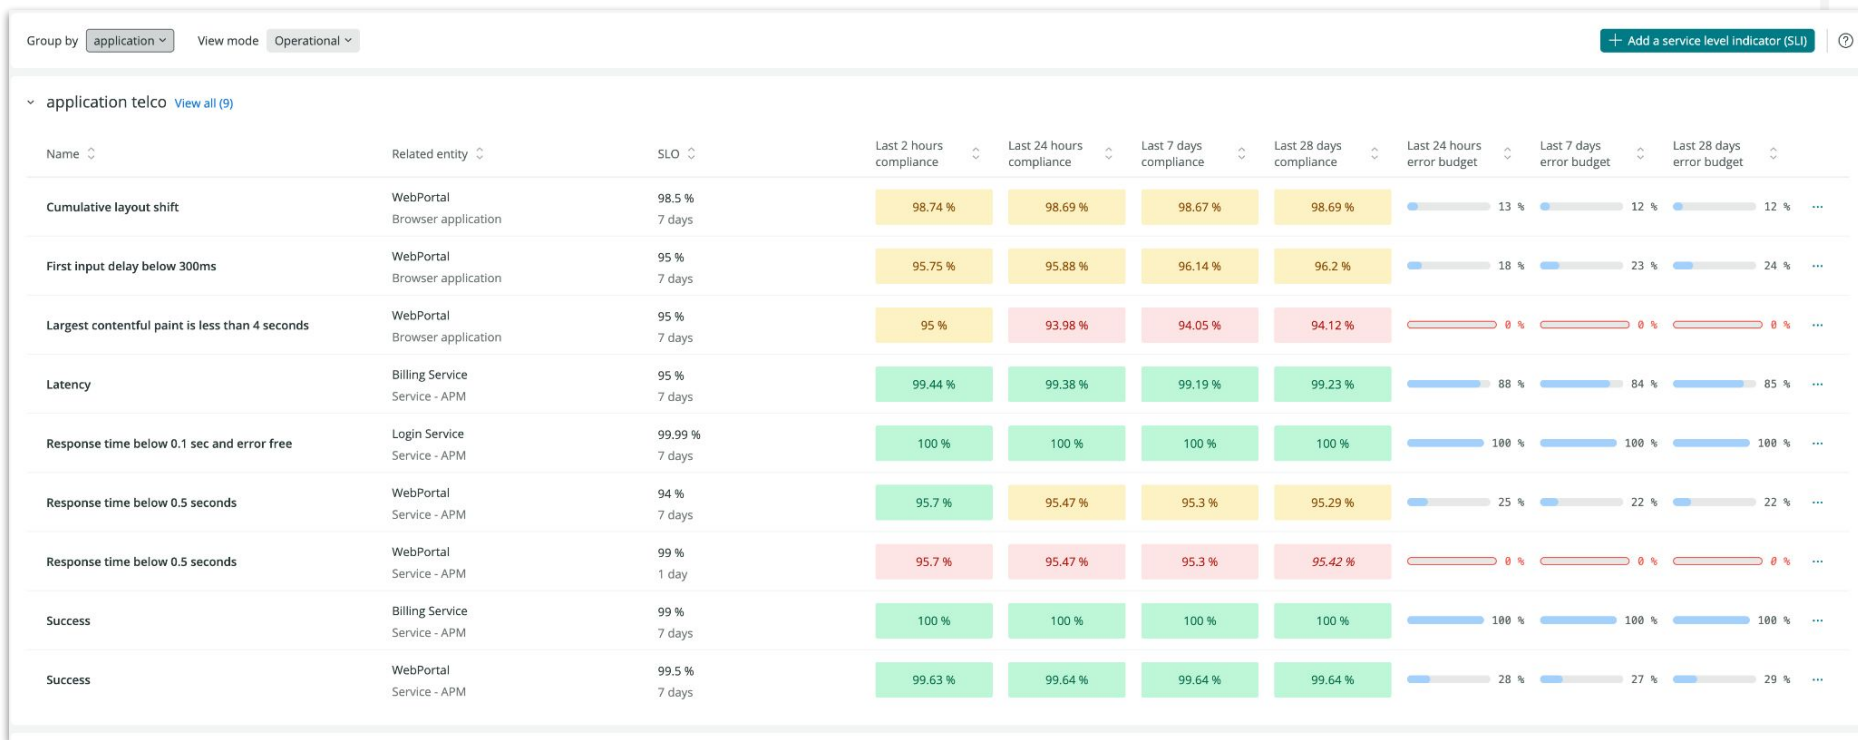 Group by application View mode Operational + Add a service level indicator (SLI)
application telco View all (9)
Name Related entity SLO Last 2 hours compliance Last 24 hours compliance Last 7 days compliance Last 28 days compliance Last 24 hours error budget Last 7 days error budget Last 28 days error budget
Cumulative layout shift WebPortal 98.5 % 98.74 % 98.69 % 98.67 % 98.69 % 13 % 12 % 12 % ...
Browser application 7 days
First input delay below 300ms WebPortal 95 % 95.75 % 95.88 % 96.14 % 96.2 % 18 % 23 % 24 % ...
Browser application 7 days
Largest contentful paint is less than 4 seconds WebPortal 95 % 95 % 93.98 % 94.05 % 94.12 % 0 % 0 % 0 % ...
Browser application 7 days
Latency Billing Service 95 % 99.44 % 99.38 % 99.19 % 99.23 % 88 % 84 % 85 % ...
Service - APM 7 days
Response time below 0.1 sec and error free Login Service 99.99 % 100 % 100 % 100 % 100 % 100 % 100 % 100 % ...
Service - APM 7 days
Response time below 0.5 seconds WebPortal 94 % 95.7 % 95.47 % 95.3 % 95.29 % 25 % 22 % 22 % ...
Service - APM 7 days
Response time below 0.5 seconds WebPortal 99 % 95.7 % 95.47 % 95.3 % 95.42 % 0 % 0 % 0 % ...
Service - APM 1 day
Success Billing Service 99 % 100 % 100 % 100 % 100 % 100 % 100 % 100 % ...
Service - APM 7 days
Success WebPortal 99.5 % 99.63 % 99.64 % 99.64 % 99.64 % 28 % 27 % 29 % ...
Service - APM 7 days